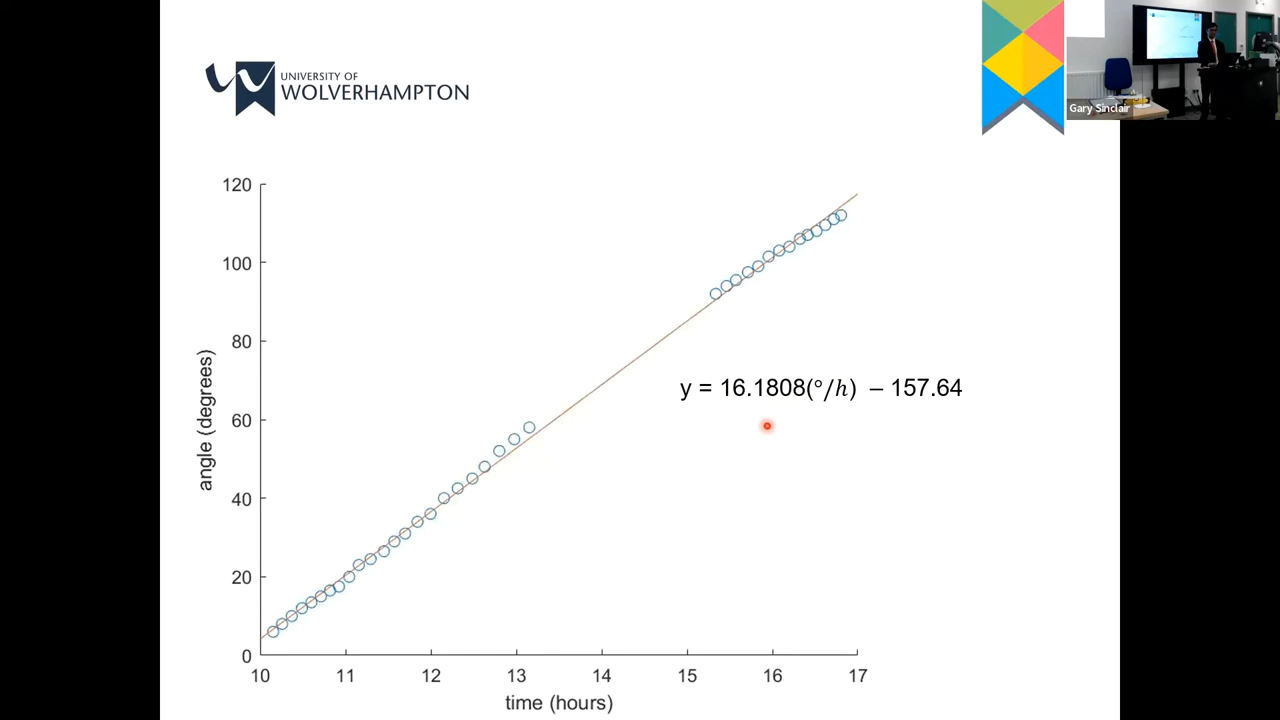 UNIVERSITY OF
WOLVERHAMPTON
Gary Sinclair
120
100
80
60
40
20
0
angle (degrees)
y = 16.1808(°/h) – 157.64
10 11 12 13 14 15 16 17
time (hours)